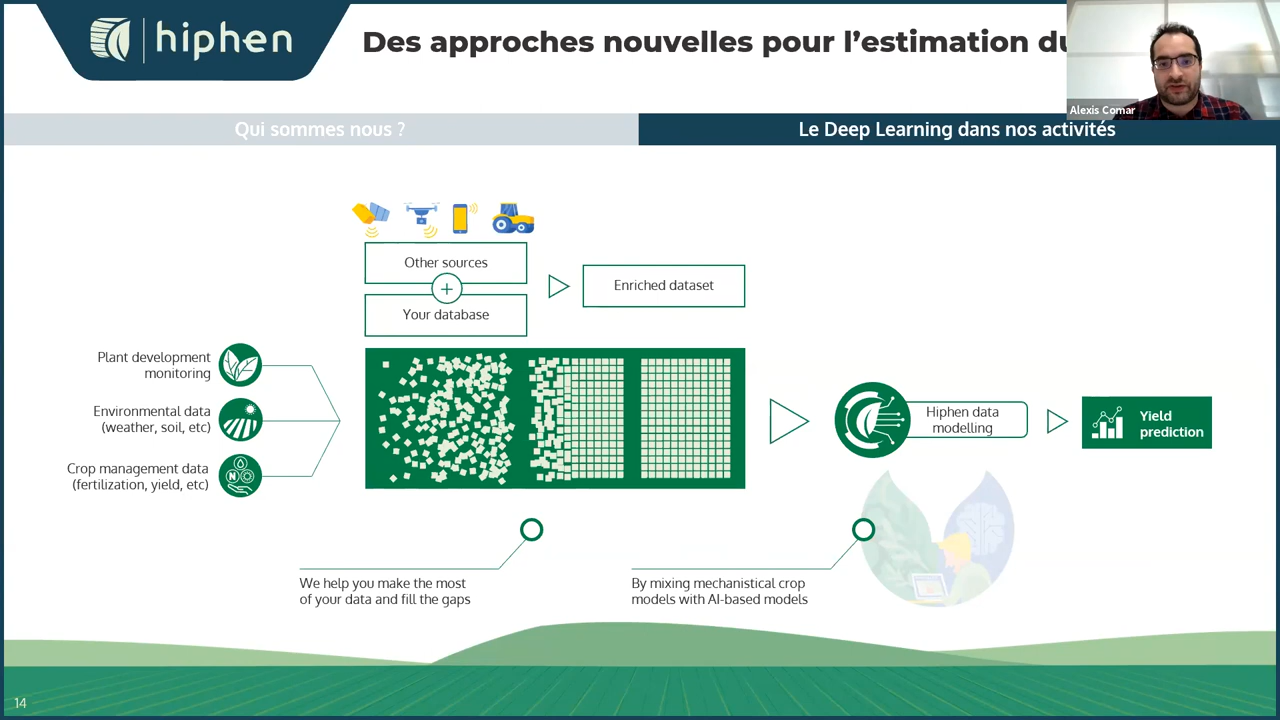 hiphen
Des approches nouvelles pour l’estimation du
Alexis Comar
Qui sommes nous ?
Le Deep Learning dans nos activités
Other sources
+
Your database
Enriched dataset
Plant development
monitoring
Environmental data
(weather, soil, etc)
Crop management data
(fertilization, yield, etc)
N
Hiphen data
modelling
Yield
prediction
We help you make the most
of your data and fill the gaps
By mixing mechanistical crop
models with AI-based models
14